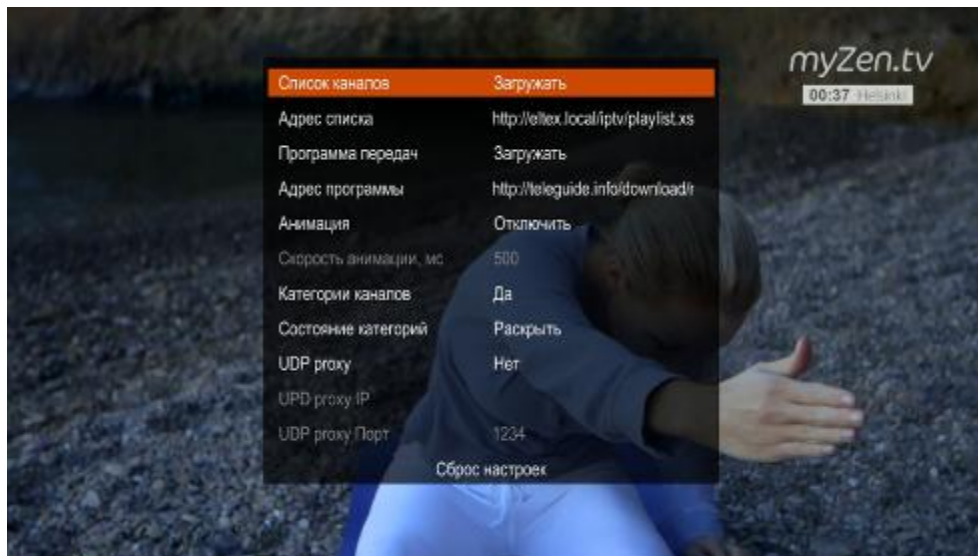 myZen.tv
00:37 Helsinki
Список каналов Загружать
Адрес списка http://eltex.local/iptv/playlist.xs
Программа передач Загружать
Адрес программы http://teleguide.info/download/r
Анимация Отключить
Скорость анимации, мс 500
Категории каналов Да
Состояние категорий Раскрыть
UDP proxy Нет
UPD proxy IP
UDP proxy Порт 1234
Сброс настроек